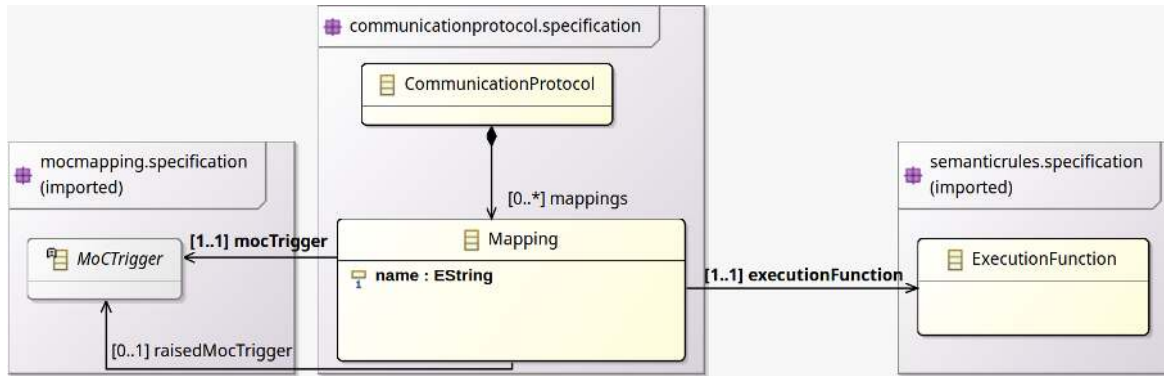 communicationprotocol.specification
CommunicationProtocol
mocmapping.specification
(imported)
semanticrules.specification
(imported)
[0..*] mappings
[1..1] mocTrigger
Mapping
MoCTrigger
ExecutionFunction
name : EString
1
[1..1] executionFunction
[0..1] raisedMocTrigger